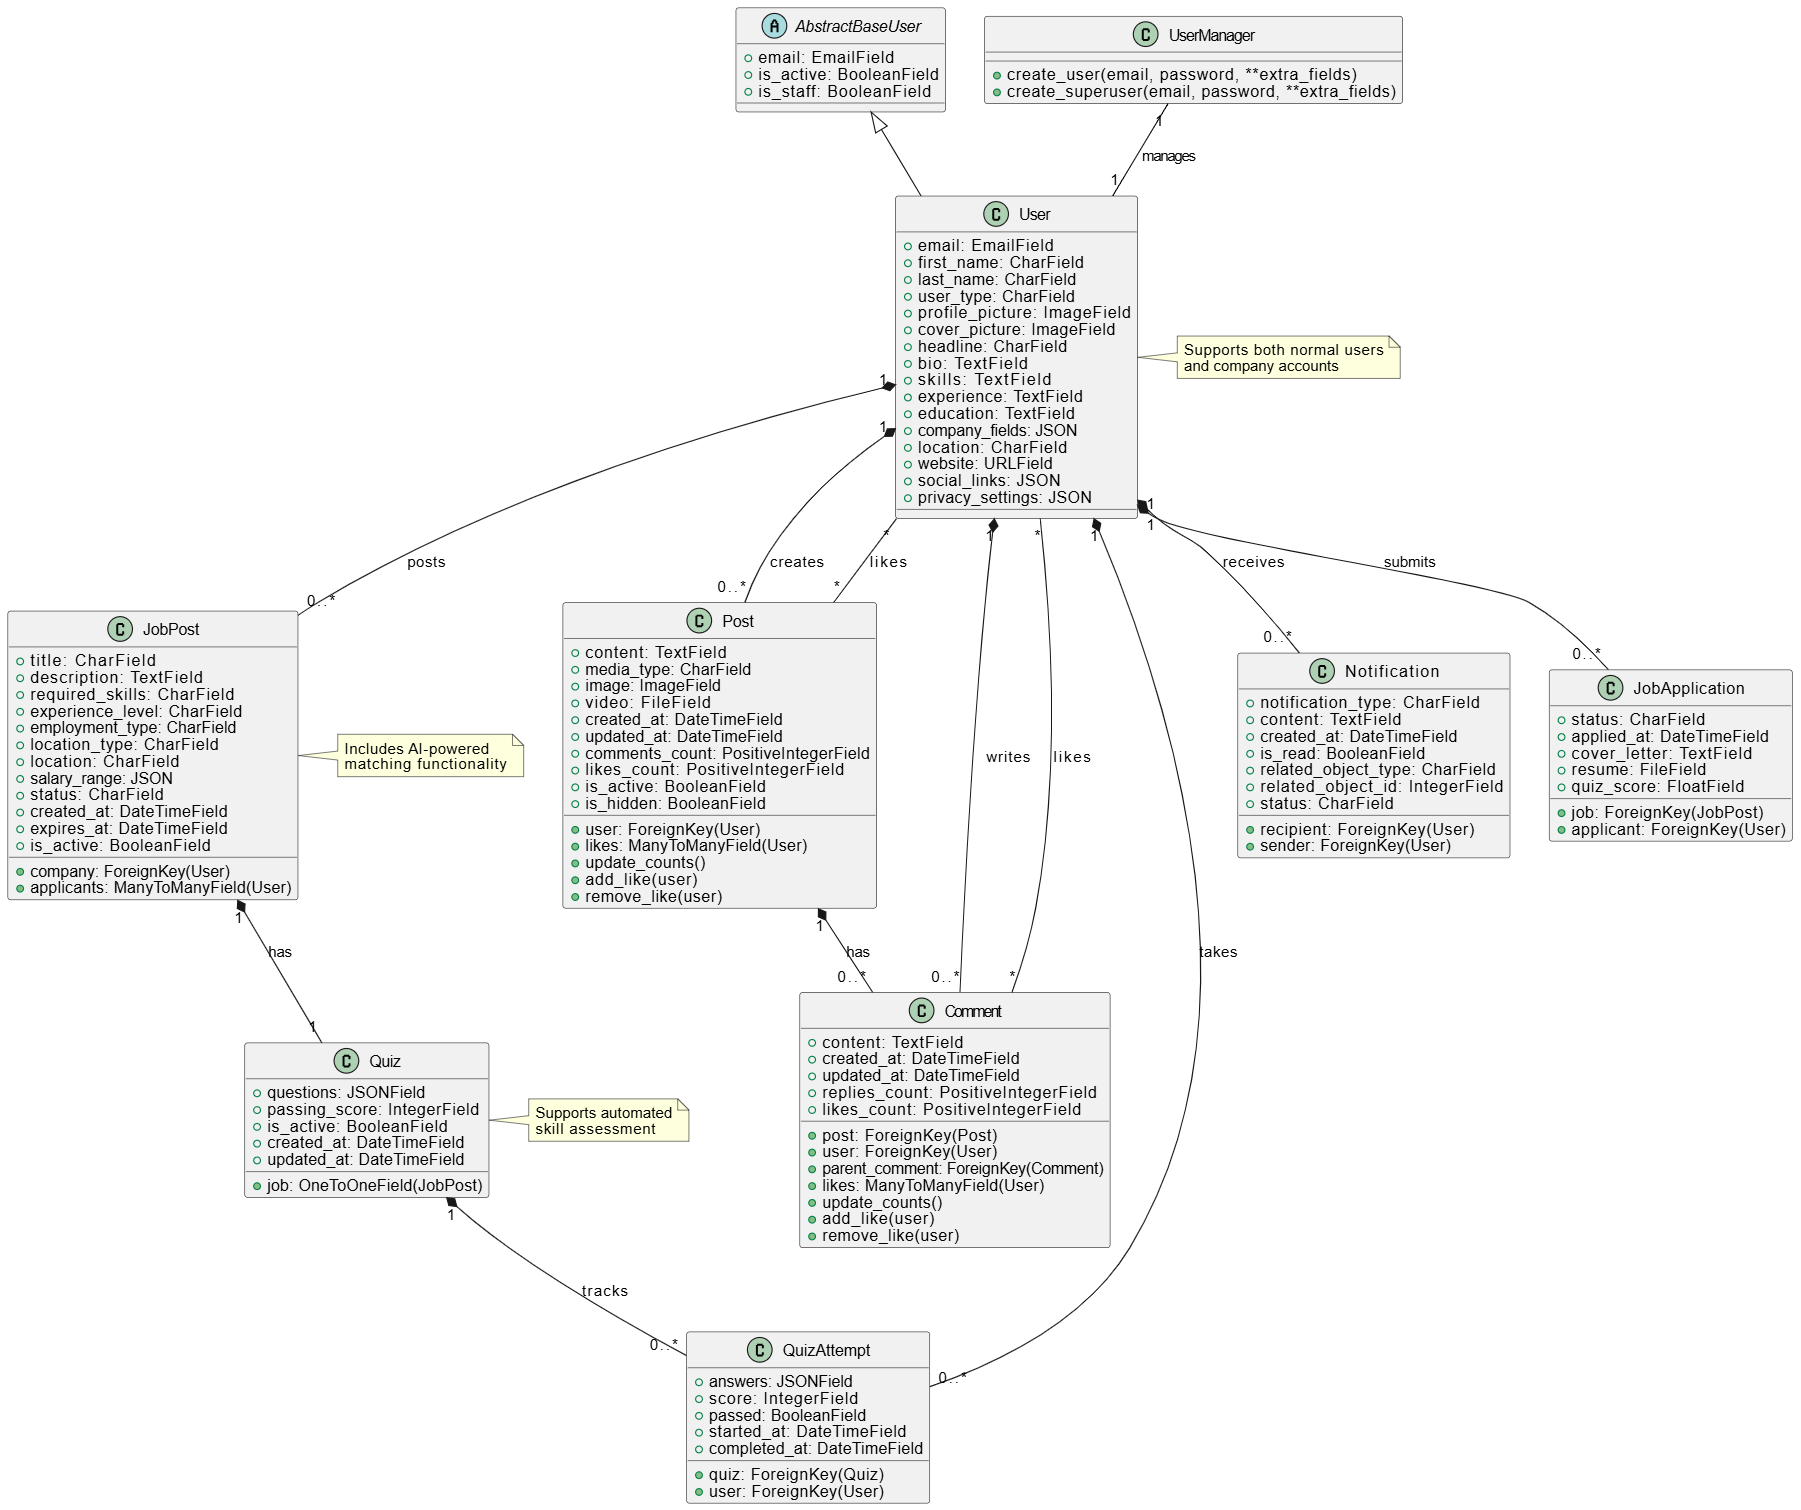 AbstractBaseUser
email: EmailField
is_active: BooleanField
is_staff: BooleanField
UserManager
create_user(email, password, **extra_fields)
create_superuser(email, password, **extra_fields)
1
manages
1
User
email: EmailField
first_name: CharField
last_name: CharField
user_type: CharField
profile_picture: ImageField
cover_picture: ImageField
headline: CharField
bio: TextField
skills: TextField
experience: TextField
education: TextField
company_fields: JSON
location: CharField
website: URLField
social_links: JSON
privacy_settings: JSON
Supports both normal users
and company accounts
1
1
1
1
1
1
*
*
posts
creates
likes
receives
submits
0..*
0..*
*
0..*
0..*
JobPost
title: CharField
description: TextField
required_skills: CharField
experience_level: CharField
employment_type: CharField
location_type: CharField
location: CharField
salary_range: JSON
status: CharField
created_at: DateTimeField
expires_at: DateTimeField
is_active: BooleanField
company: ForeignKey(User)
applicants: ManyToManyField(User)
Includes AI-powered
matching functionality
Post
content: TextField
media_type: CharField
image: ImageField
video: FileField
created_at: DateTimeField
updated_at: DateTimeField
comments_count: PositiveIntegerField
likes_count: PositiveIntegerField
is_active: BooleanField
is_hidden: BooleanField
user: ForeignKey(User)
likes: ManyToManyField(User)
update_counts()
add_like(user)
remove_like(user)
writes
likes
Notification
notification_type: CharField
content: TextField
created_at: DateTimeField
is_read: BooleanField
related_object_type: CharField
related_object_id: IntegerField
status: CharField
recipient: ForeignKey(User)
sender: ForeignKey(User)
JobApplication
status: CharField
applied_at: DateTimeField
cover_letter: TextField
resume: FileField
quiz_score: FloatField
job: ForeignKey(JobPost)
applicant: ForeignKey(User)
1
has
1
1
has
0..*
0..*
*
takes
Quiz
questions: JSONField
passing_score: IntegerField
is_active: BooleanField
created_at: DateTimeField
updated_at: DateTimeField
job: OneToOneField(JobPost)
Supports automated
skill assessment
Comment
content: TextField
created_at: DateTimeField
updated_at: DateTimeField
replies_count: PositiveIntegerField
likes_count: PositiveIntegerField
post: ForeignKey(Post)
user: ForeignKey(User)
parent_comment: ForeignKey(Comment)
likes: ManyToManyField(User)
update_counts()
add_like(user)
remove_like(user)
1
tracks
0..*
0..*
QuizAttempt
answers: JSONField
score: IntegerField
passed: BooleanField
started_at: DateTimeField
completed_at: DateTimeField
quiz: ForeignKey(Quiz)
user: ForeignKey(User)